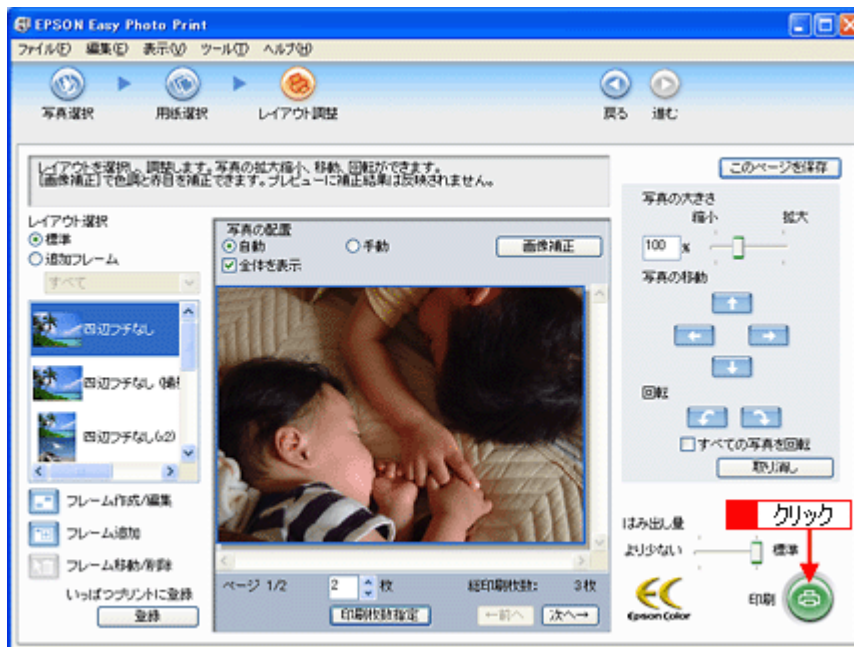 EPSON Easy Photo Print
ファイル(F) 編集(E) 表示(V) ツール(T) ヘルプ(H)
写真選択 用紙選択 レイアウト調整 戻る 進む
レイアウトを選択し、調整します。写真の拡大縮小、移動、回転ができます。
[画像補正]で色調と赤目を補正できます。プレビューに補正結果は反映されません。
このページを保存
レイアウト選択
標準
追加フレーム
すべて
四辺フチなし
四辺フチなし
四辺フチなし(x2)
フレーム作成/編集
フレーム追加
フレーム移動/削除
いっぱつプリントに登録
登録
写真の配置
自動 手動 画像補正
全体を表示
ページ 1/2 2 枚 総印刷枚数: 3枚
印刷枚数指定 ←前へ 次へ→
写真の大きさ
縮小 拡大
100 %
写真の移動
回転
すべての写真を回転
取り消し
クリック
はみ出し量
より少ない 標準
Epson Color
印刷